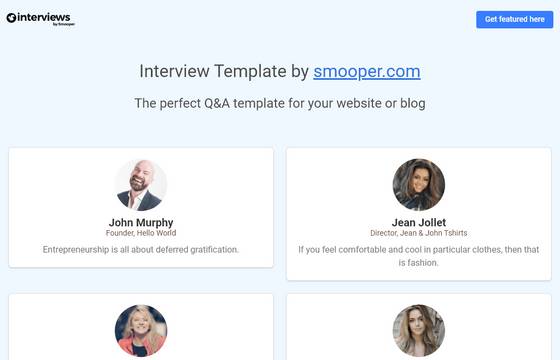 interviews
by Smooper
Get featured here
Interview Template by smooper.com
The perfect Q&A template for your website or blog
John Murphy
Founder, Hello World
Entrepreneurship is all about deferred gratification.
Jean Jollet
Director, Jean & John Tshirts
If you feel comfortable and cool in particular clothes, then that
is fashion.